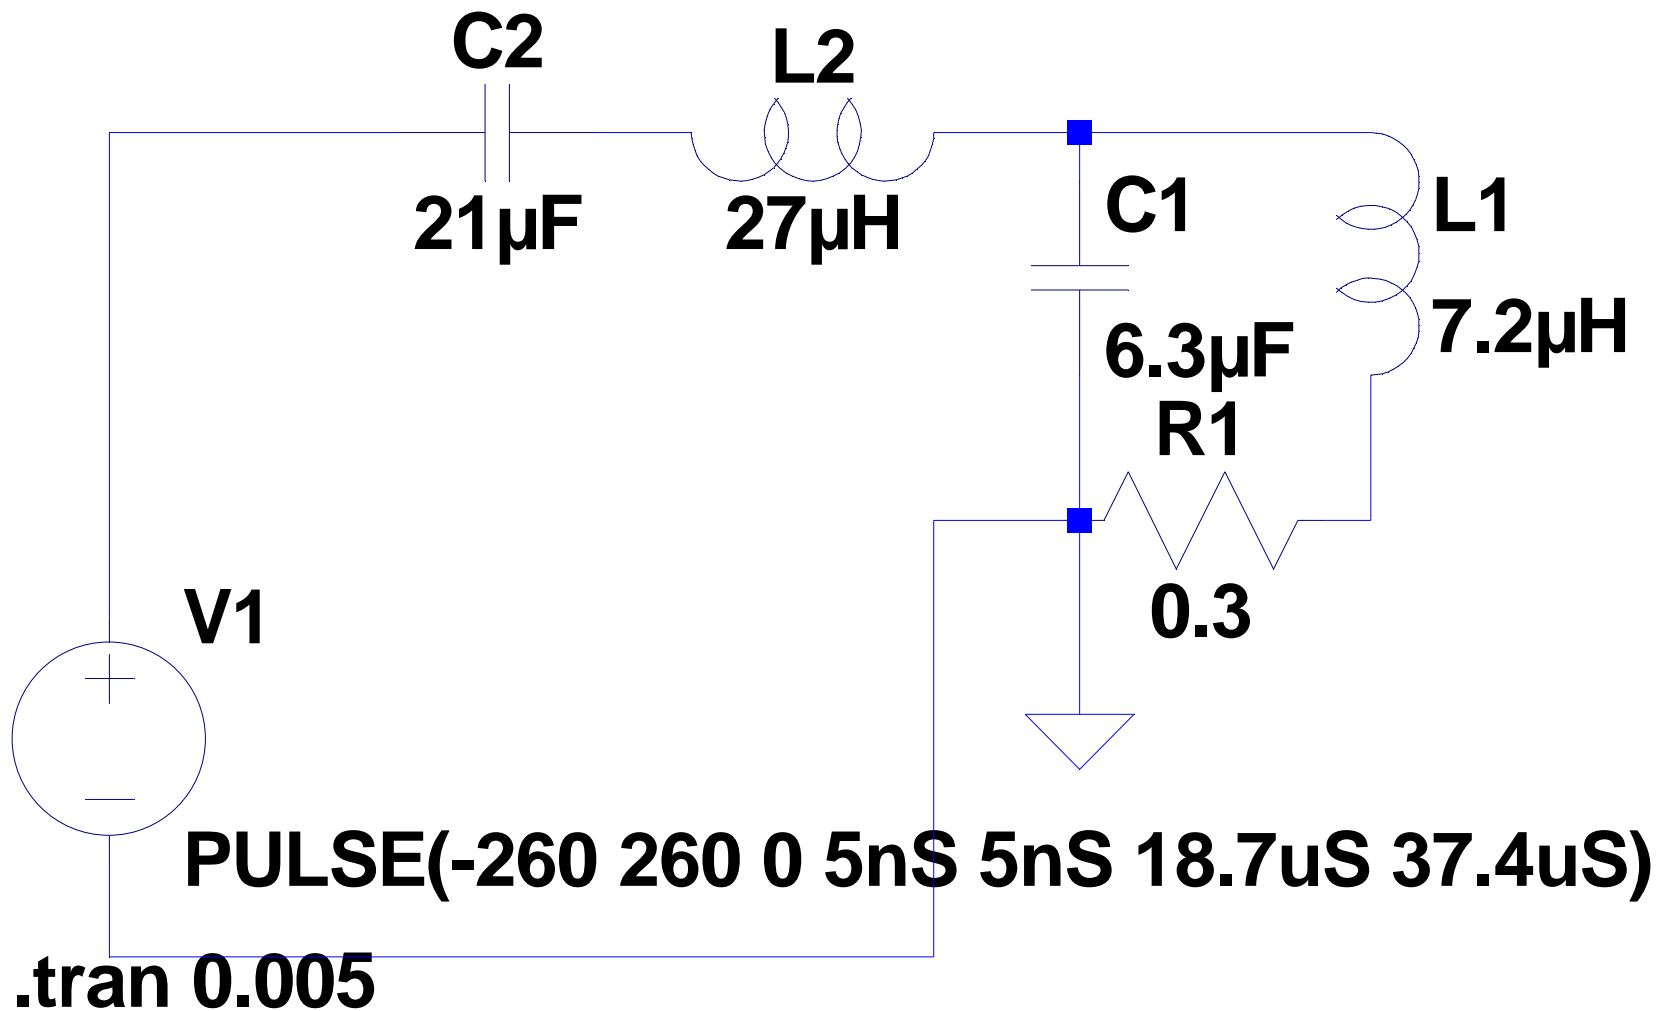 C2
L2
21µF
27µH
C1
L1
6.3µF
7.2µH
R1
0.3
V1
PULSE(-260 260 0 5nS 5nS 18.7uS 37.4uS)
.tran 0.005